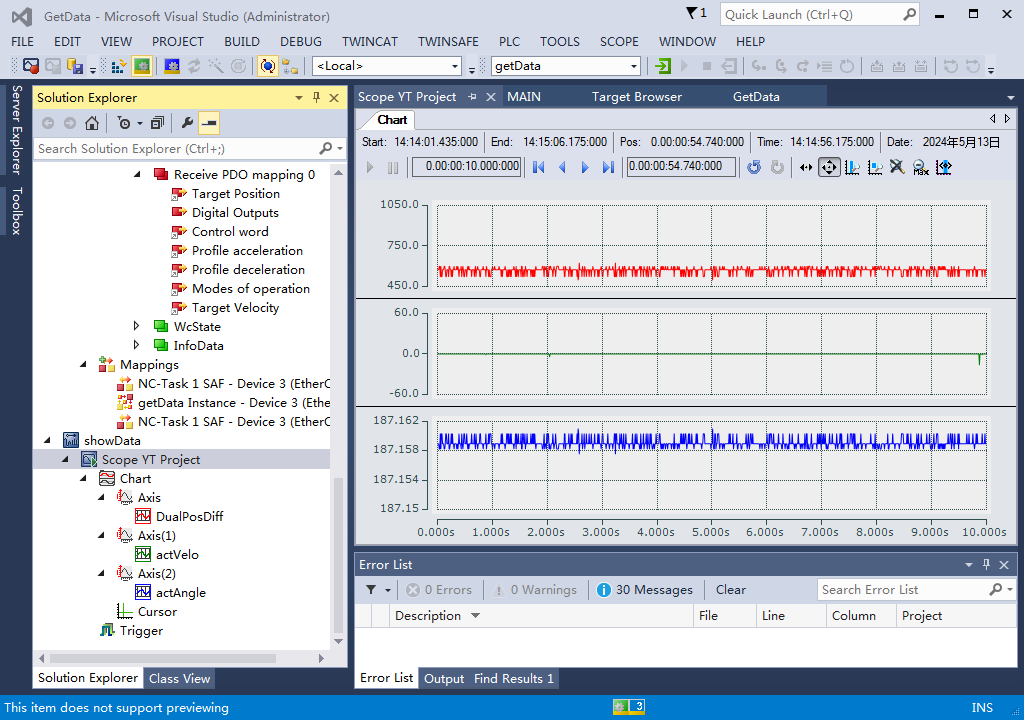 GetData - Microsoft Visual Studio (Administrator)
1
Quick Launch (Ctrl+Q)
FILE EDIT VIEW PROJECT BUILD DEBUG TWINCAT TWINSAFE PLC TOOLS SCOPE WINDOW HELP
<Local>
getData
Server Explorer
Toolbox
Solution Explorer
Search Solution Explorer (Ctrl+;)
Receive PDO mapping 0
Target Position
Digital Outputs
Control word
Profile acceleration
Profile deceleration
Modes of operation
Target Velocity
WcState
InfoData
Mappings
NC-Task 1 SAF - Device 3 (EtherC
getData Instance - Device 3 (Ethe
NC-Task 1 SAF - Device 3 (EtherC
showData
Scope YT Project
Chart
Axis
DualPosDiff
Axis(1)
actVelo
Axis(2)
actAngle
Cursor
Trigger
Solution Explorer Class View
Scope YT Project MAIN Target Browser GetData
Chart
Start: 14:14:01.435:000 End: 14:15:06.175:000 Pos: 0.00:00:54.740:000 Time: 14:14:56.175:000 Date: 2024年5月13日
0.00:00:10.000:000 0.00:00:54.740:000
Max
1050.0
750.0
450.0
60.0
0.0
-60.0
187.162
187.158
187.154
187.15
0.000s 1.000s 2.000s 3.000s 4.000s 5.000s 6.000s 7.000s 8.000s 9.000s 10.000s
Error List
0 Errors 0 Warnings 30 Messages Clear Search Error List
Description File Line Column Project
Error List Output Find Results 1
This item does not support previewing 3 INS